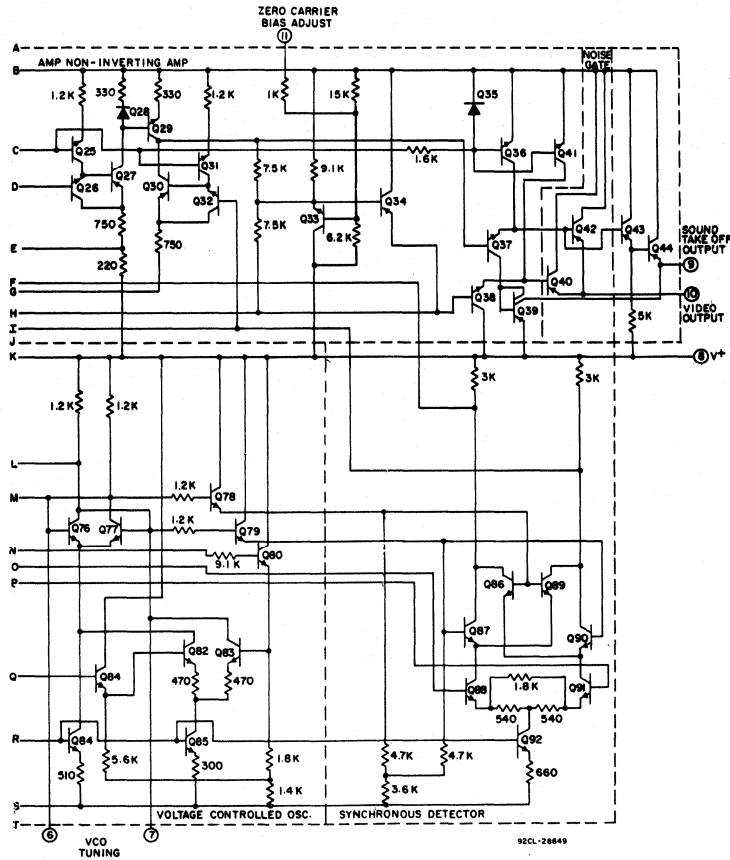 ZERO CARRIER
BIAS ADJUST
11
A
B
AMP NON-INVERTING AMP
NOISE
GATE
1.2K
330
330
1.2K
1K
15K
Q28
Q29
Q35
C
Q25
Q31
1.6K
Q36
Q41
D
Q26
Q27
Q30
Q32
7.5K
9.1K
Q33
Q34
Q42
Q43
Q44
750
750
7.5K
6.2K
Q37
SOUND
TAKE OFF
OUTPUT
9
E
220
F
G
Q38
Q40
Q39
10
VIDEO
OUTPUT
H
I
5K
J
K
8 V+
1.2K
1.2K
3K
3K
L
M
1.2K
Q78
Q76
Q77
1.2K
Q79
N
9.1K
Q80
O
P
Q86
Q89
Q87
Q90
Q82
Q83
Q
Q84
470
470
Q88
1.8K
Q91
540
540
R
Q84
Q85
Q92
510
5.6K
300
1.8K
1.4K
4.7K
4.7K
3.6K
660
S
T
VOLTAGE CONTROLLED OSC.
SYNCHRONOUS DETECTOR
6
7
VCO
TUNING
92CL-28849